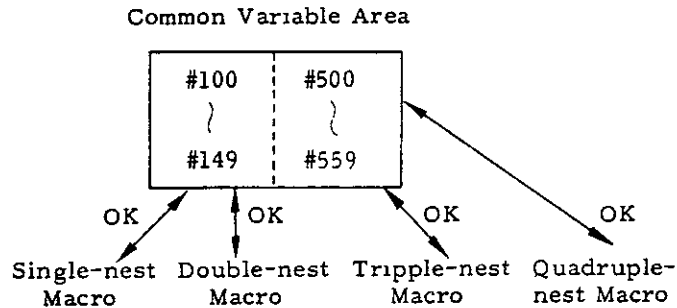 Common Variable Area
#100 #500
#149 #559
OK OK OK OK
Single-nest Double-nest Tripple-nest Quadruple-
Macro Macro Macro nest Macro